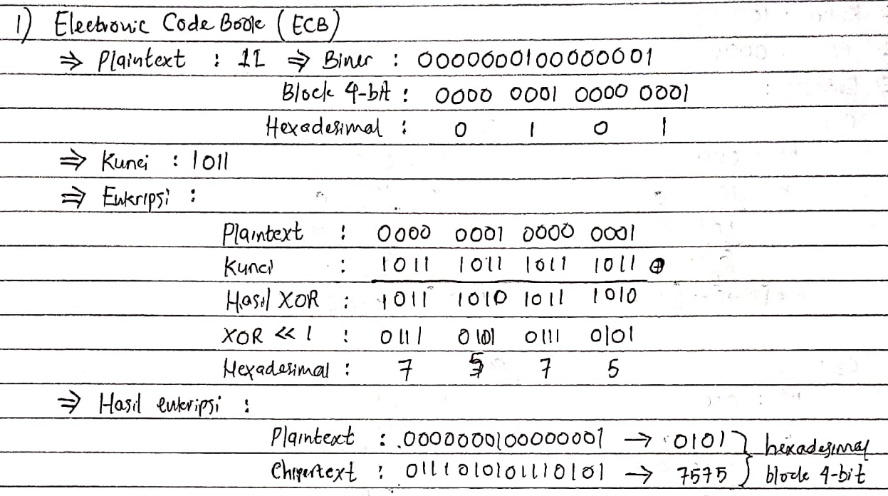 1) Electronic Code Book (ECB)
⇒ Plaintext : 11 ⇒ Biner : 0000000100000001
Block 4-bit : 0000 0001 0000 0001
Hexadesimal : 0 1 0 1
⇒ Kunci : 1011
⇒ Enkripsi :
Plaintext : 0000 0001 0000 0001
Kunci : 1011 1011 1011 1011 ⊕
Hasil XOR : 1011 1010 1011 1010
XOR << 1 : 0111 0101 0111 0101
Hexadesimal : 7 5 7 5
⇒ Hasil enkripsi :
Plaintext : 0000000100000001 → 0101 } hexadesimal
Chipertext : 0111010101110101 → 7575 } block 4-bit